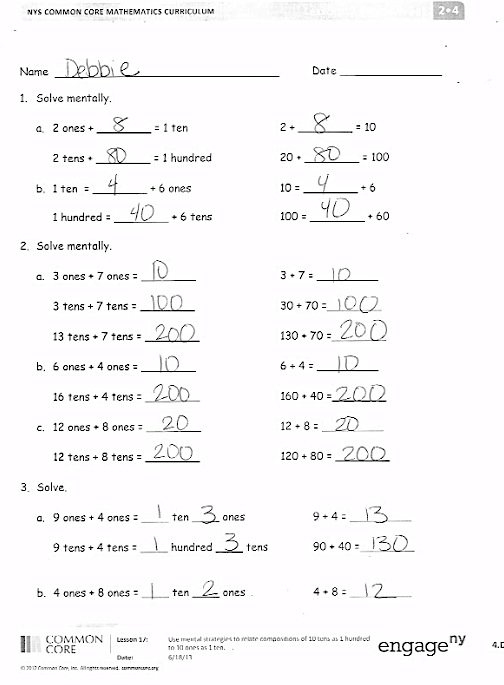 NYS COMMON CORE MATHEMATICS CURRICULUM 2•4
Name Debbie Date
1. Solve mentally.
a. 2 ones + 8 = 1 ten 2 + 8 = 10
2 tens + 80 = 1 hundred 20 + 80 = 100
b. 1 ten = 4 + 6 ones 10 = 4 + 6
1 hundred = 40 + 6 tens 100 = 40 + 60
2. Solve mentally.
a. 3 ones + 7 ones = 10 3 + 7 = 10
3 tens + 7 tens = 100 30 + 70 = 100
13 tens + 7 tens = 200 130 + 70 = 200
b. 6 ones + 4 ones = 10 6 + 4 = 10
16 tens + 4 tens = 200 160 + 40 = 200
c. 12 ones + 8 ones = 20 12 + 8 = 20
12 tens + 8 tens = 200 120 + 80 = 200
3. Solve.
a. 9 ones + 4 ones = 1 ten 3 ones 9 + 4 = 13
9 tens + 4 tens = 1 hundred 3 tens 90 + 40 = 130
b. 4 ones + 8 ones = 1 ten 2 ones. 4 + 8 = 12
COMMON CORE Lesson 17: Use mental strategies to relate compositions of 10 tens as 1 hundred to 10 ones as 1 ten. engage ny
Date: 6/18/13
© 2012 Common Core, Inc. All rights reserved. commoncore.org